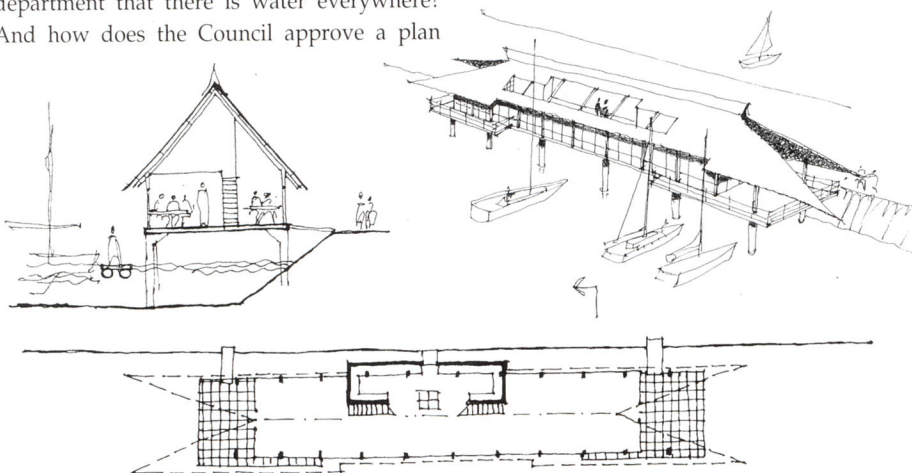 department that there is water everywhere?
And how does the Council approve a plan